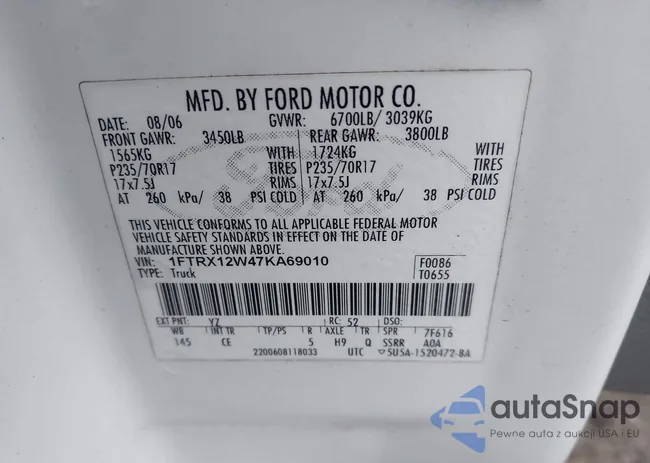 MFD. BY FORD MOTOR CO.
DATE: 08/06 GVWR: 6700LB/ 3039KG
FRONT GAWR: 3450LB REAR GAWR: 3800LB
1565KG WITH 1724KG WITH
P235/70R17 TIRES P235/70R17 TIRES
17x7.5J RIMS 17x7.5J RIMS
AT 260 kPa/ 38 PSI COLD AT 260 kPa/ 38 PSI COLD
THIS VEHICLE CONFORMS TO ALL APPLICABLE FEDERAL MOTOR
VEHICLE SAFETY STANDARDS IN EFFECT ON THE DATE OF
MANUFACTURE SHOWN ABOVE.
VIN: 1FTRX12W47KA69010 F0086
TYPE: Truck T0655
EXT PNT: YZ RC: 52 DSO:
WB INT TR TP/PS R AXLE TR SPR 7F616
145 CE 5 H9 Q SSRR AOA
2200608118033 UTC 5U5A-1520472-BA
autoSnap
Pewne auta z aukcji USA i EU